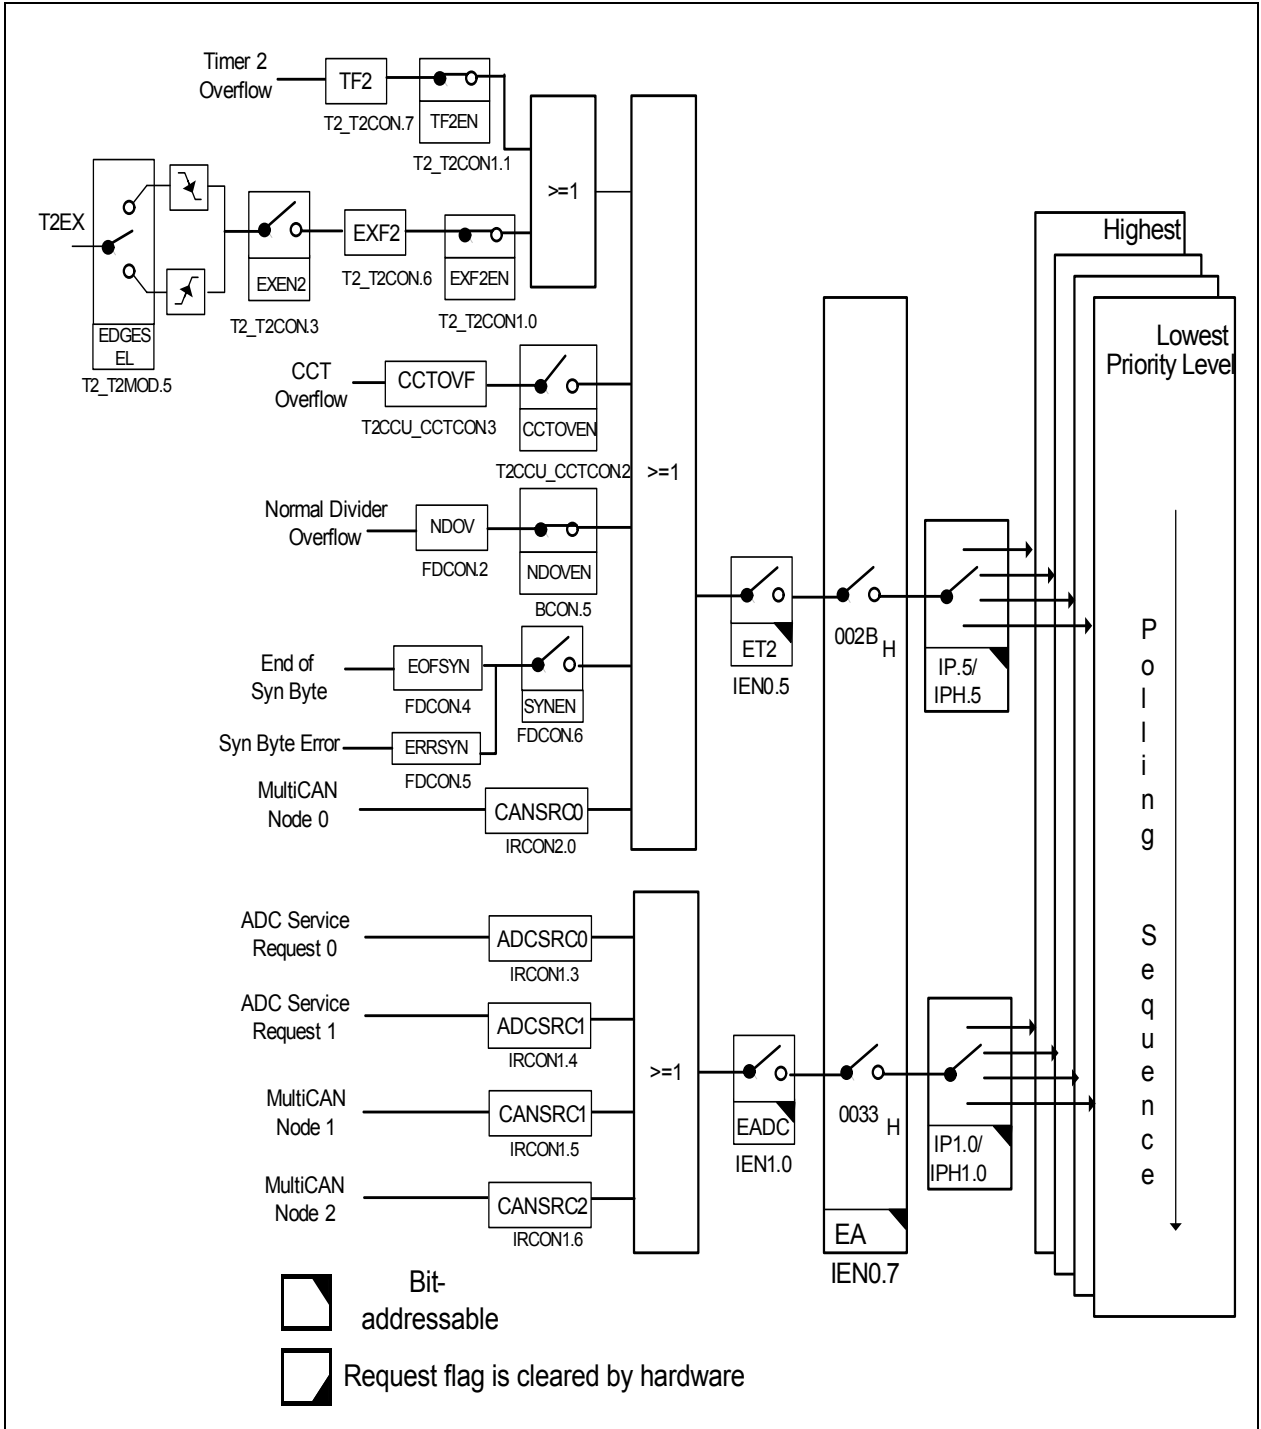 Timer 2
Overflow
TF2
T2_T2CON.7
TF2EN
T2_T2CON1.1
>=1
T2EX
EDGES
EL
T2_T2MOD.5
EXEN2
T2_T2CON.3
EXF2
T2_T2CON.6
EXF2EN
T2_T2CON1.0
CCT
Overflow
CCTOVF
T2CCU_CCTCON.3
CCTOVEN
T2CCU_CCTCON.2
>=1
Normal Divider
Overflow
NDOV
FDCON.2
NDOVEN
BCON.5
End of
Syn Byte
EOFSYN
FDCON.4
SYNEN
FDCON.6
Syn Byte Error
ERRSYN
FDCON.5
MultiCAN
Node 0
CANSRC0
IRCON2.0
ET2
IEN0.5
002B H
IP.5/
IPH.5
Highest
Lowest
Priority Level
Polling Sequence
ADC Service
Request 0
ADCSRC0
IRCON1.3
ADC Service
Request 1
ADCSRC1
IRCON1.4
MultiCAN
Node 1
CANSRC1
IRCON1.5
MultiCAN
Node 2
CANSRC2
IRCON1.6
>=1
EADC
IEN1.0
0033 H
IP1.0/
IPH1.0
EA
IEN0.7
Bit-
addressable
Request flag is cleared by hardware